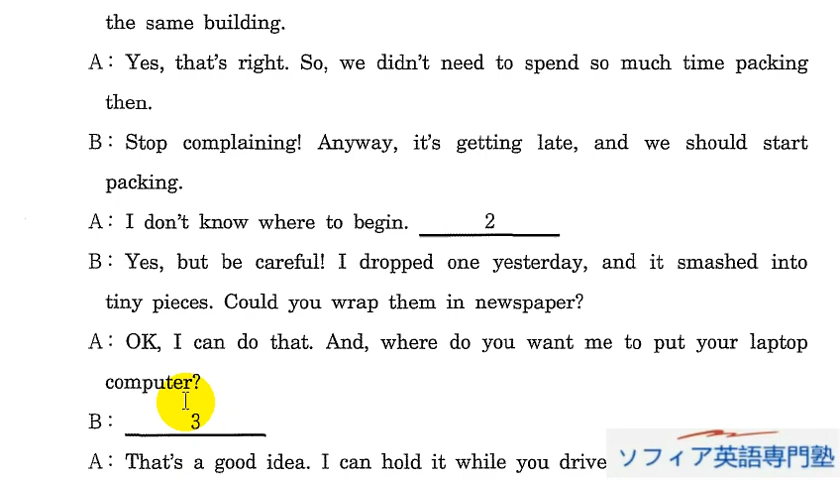 the same building.
A: Yes, that's right. So, we didn't need to spend so much time packing
then.
B: Stop complaining! Anyway, it's getting late, and we should start
packing.
A: I don't know where to begin. 2
B: Yes, but be careful! I dropped one yesterday, and it smashed into
tiny pieces. Could you wrap them in newspaper?
A: OK, I can do that. And, where do you want me to put your laptop
computer?
B: 3
A: That's a good idea. I can hold it while you drive
ソフィア英語専門塾